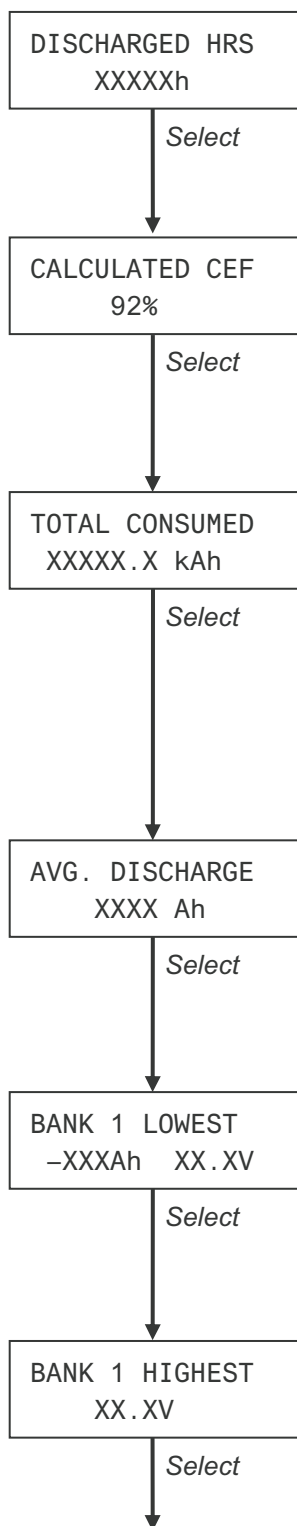 DISCHARGED HRS
XXXXXh
Select
CALCULATED CEF
92%
Select
TOTAL CONSUMED
XXXXX.X kAh
Select
AVG. DISCHARGE
XXXX Ah
Select
BANK 1 LOWEST
–XXXAh XX.XV
Select
BANK 1 HIGHEST
XX.XV
Select